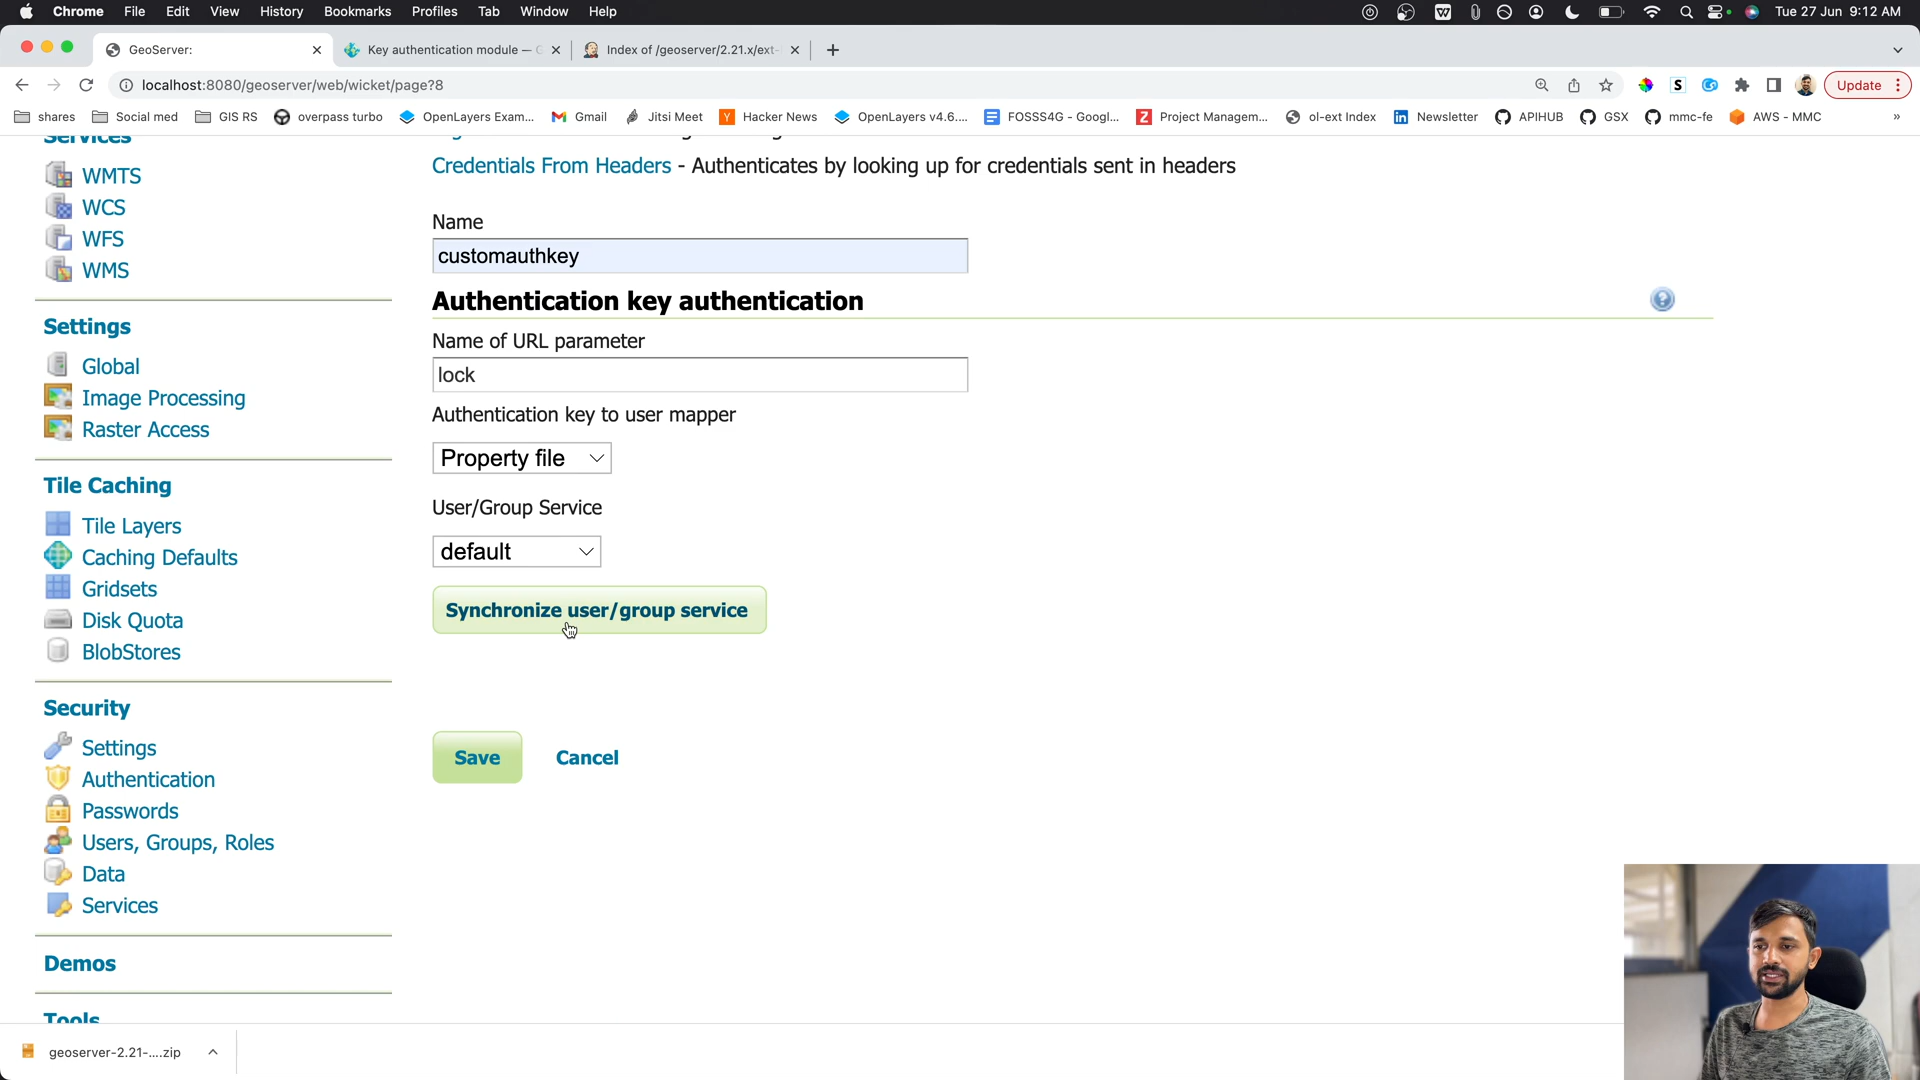 Chrome File Edit View History Bookmarks Profiles Tab Window Help Tue 27 Jun 9:12 AM
GeoServer: Key authentication module — G Index of /geoserver/2.21.x/ext-
localhost:8080/geoserver/web/wicket/page?8 S Update
shares Social med GIS RS overpass turbo OpenLayers Exam... Gmail Jitsi Meet Hacker News OpenLayers v4.6.... FOSSS4G - Googl... Project Managem... ol-ext Index Newsletter APIHUB GSX mmc-fe AWS - MMC »
Services
WMTS
WCS
WFS
WMS
Settings
Global
Image Processing
Raster Access
Tile Caching
Tile Layers
Caching Defaults
Gridsets
Disk Quota
BlobStores
Security
Settings
Authentication
Passwords
Users, Groups, Roles
Data
Services
Demos
Tools
Credentials From Headers - Authenticates by looking up for credentials sent in headers
Name
customauthkey
Authentication key authentication
Name of URL parameter
lock
Authentication key to user mapper
Property file
User/Group Service
default
Synchronize user/group service
Save Cancel
geoserver-2.21-....zip